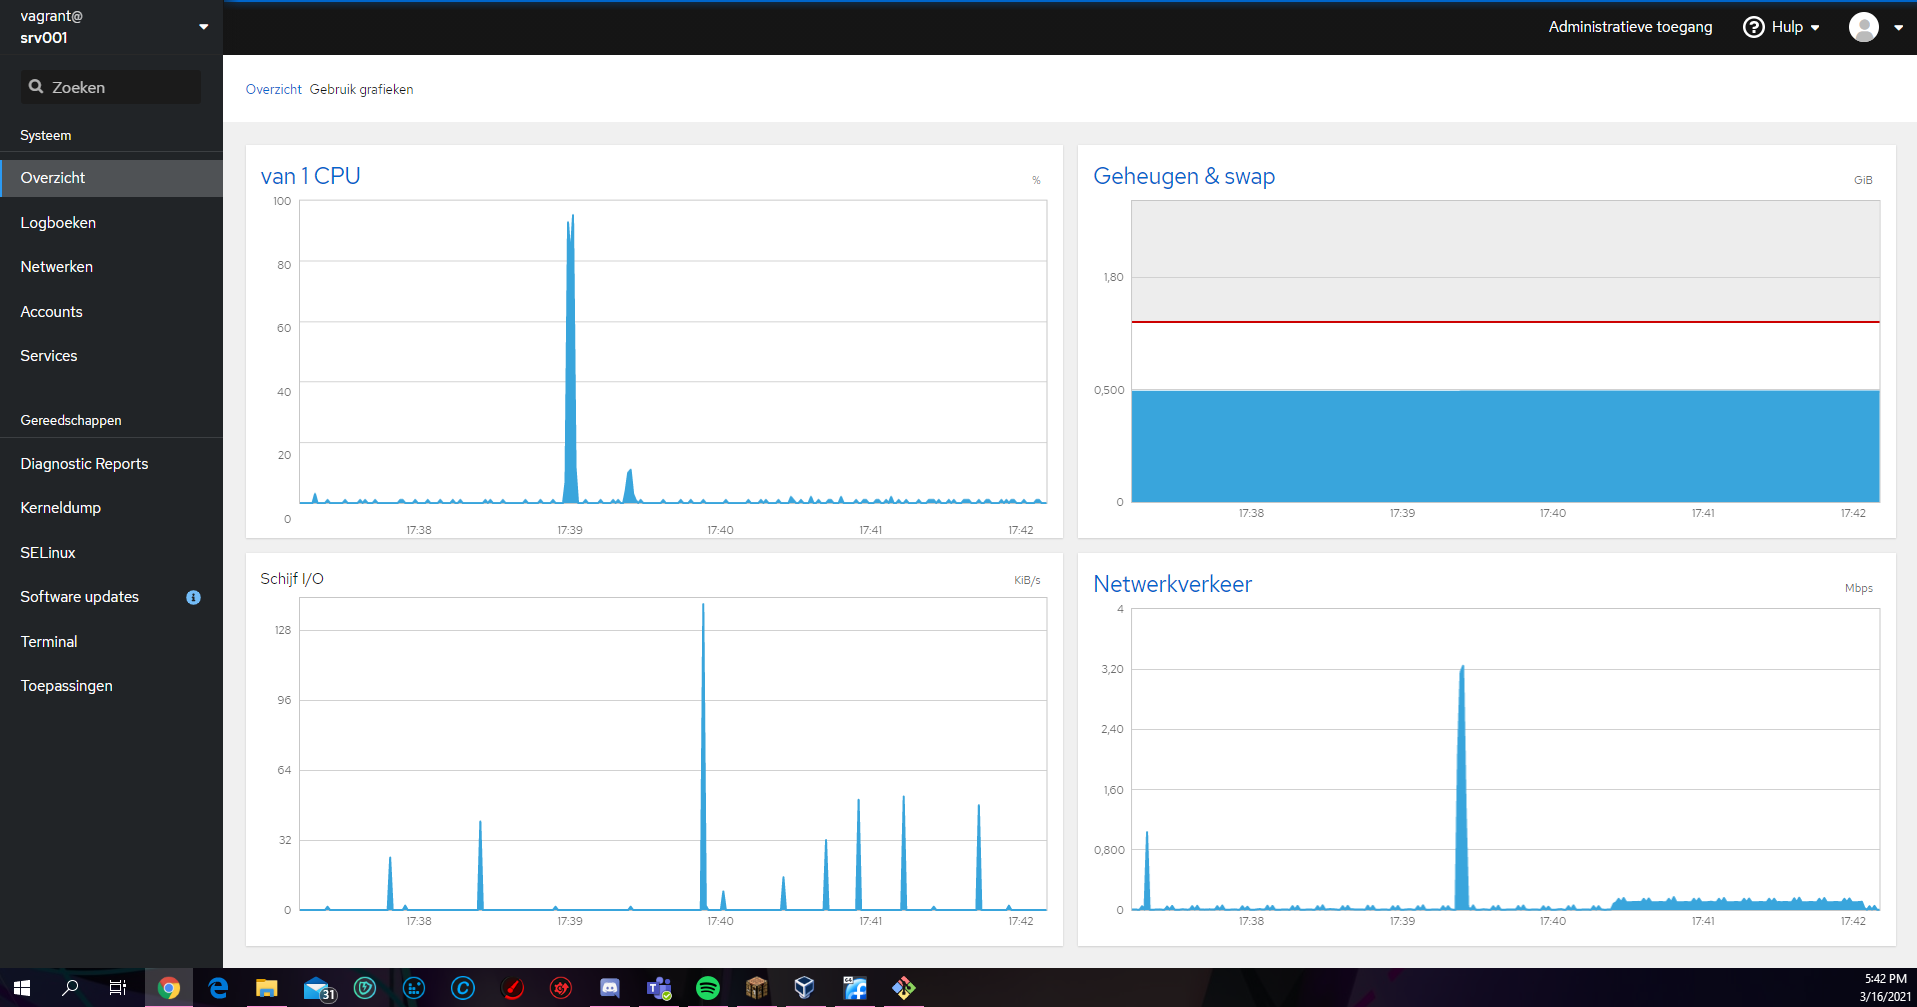 vagrant@
srv001
Administratieve toegang
Hulp
Zoeken
Overzicht Gebruik grafieken
Systeem
Overzicht
Logboeken
Netwerken
Accounts
Services
Gereedschappen
Diagnostic Reports
Kerneldump
SELinux
Software updates
Terminal
Toepassingen
van 1 CPU
%
100
80
60
40
20
0
17:38 17:39 17:40 17:41 17:42
Geheugen & swap
GiB
1,80
0,500
0
17:38 17:39 17:40 17:41 17:42
Schijf I/O
KiB/s
128
96
64
32
0
17:38 17:39 17:40 17:41 17:42
Netwerkverkeer
Mbps
4
3,20
2,40
1,60
0,800
0
17:38 17:39 17:40 17:41 17:42
31
5:42 PM
3/16/2021